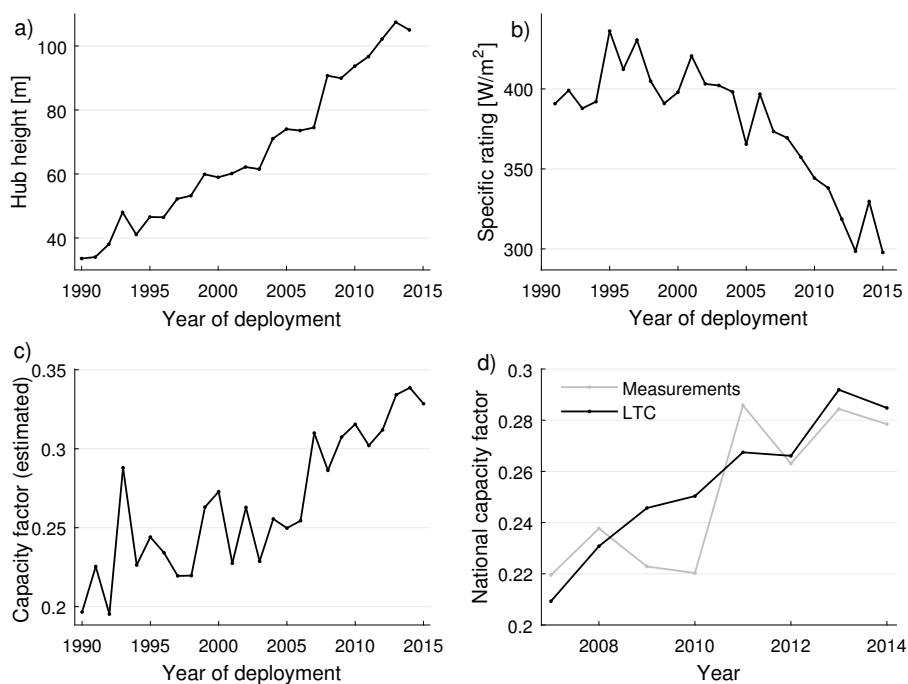 a)
Hub height [m]
100
80
60
40
1990 1995 2000 2005 2010 2015
Year of deployment
b)
Specific rating [W/m²]
400
350
300
1990 1995 2000 2005 2010 2015
Year of deployment
c)
Capacity factor (estimated)
0.35
0.3
0.25
0.2
1990 1995 2000 2005 2010 2015
Year of deployment
d)
National capacity factor
0.3
0.28
0.26
0.24
0.22
0.2
Measurements
LTC
2008 2010 2012 2014
Year